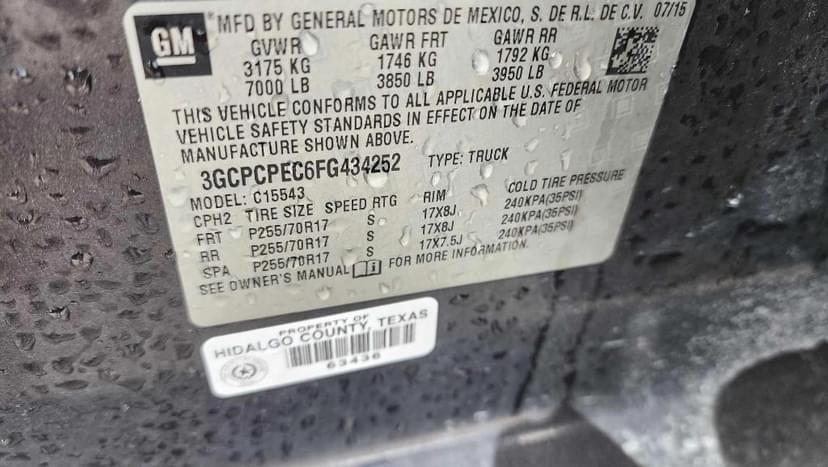 GM
MFD BY GENERAL MOTORS DE MEXICO, S. DE R.L. DE C.V. 07/15
GVWR GAWR FRT GAWR RR
3175 KG 1746 KG 1792 KG
7000 LB 3850 LB 3950 LB
THIS VEHICLE CONFORMS TO ALL APPLICABLE U.S. FEDERAL MOTOR
VEHICLE SAFETY STANDARDS IN EFFECT ON THE DATE OF
MANUFACTURE SHOWN ABOVE.
3GCPCPEC6FG434252 TYPE: TRUCK
MODEL: C15543
CPH2 TIRE SIZE SPEED RTG RIM COLD TIRE PRESSURE
FRT P255/70R17 S 17X8J 240KPA(35PSI)
RR P255/70R17 S 17X8J 240KPA(35PSI)
SPA P255/70R17 S 17X7.5J 240KPA(35PSI)
SEE OWNER'S MANUAL FOR MORE INFORMATION.
PROPERTY OF
HIDALGO COUNTY, TEXAS
63436